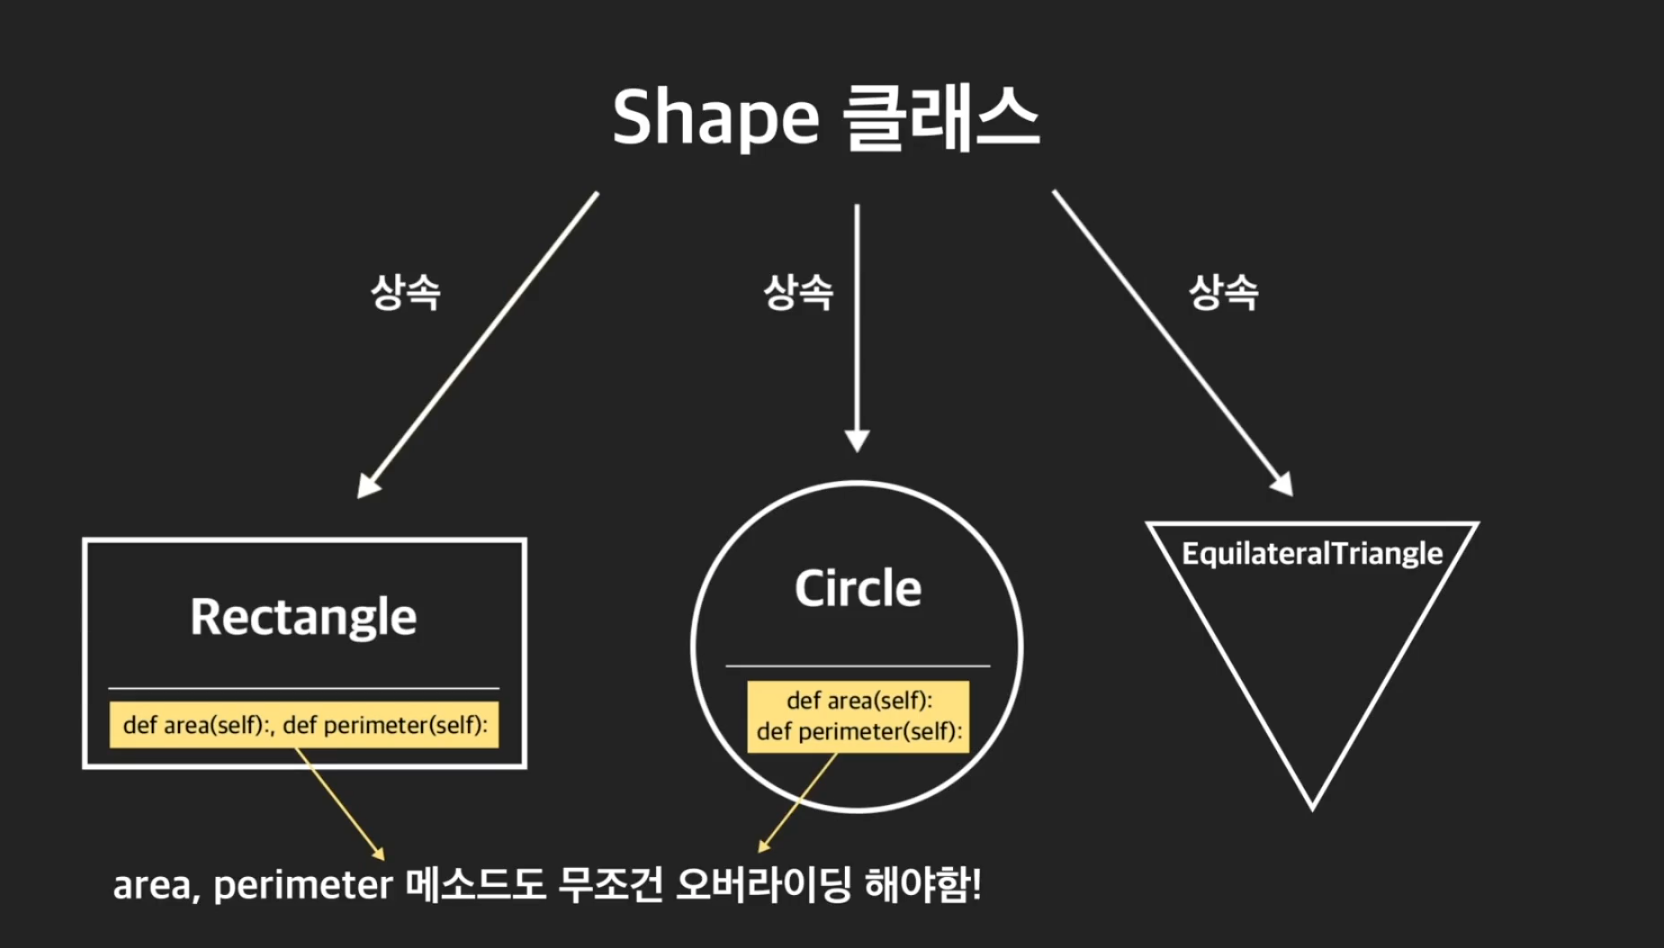 Shape 클래스
상속
상속
상속
Rectangle
def area(self):, def perimeter(self):
Circle
def area(self):
def perimeter(self):
EquilateralTriangle
area, perimeter 메소드도 무조건 오버라이딩 해야함!